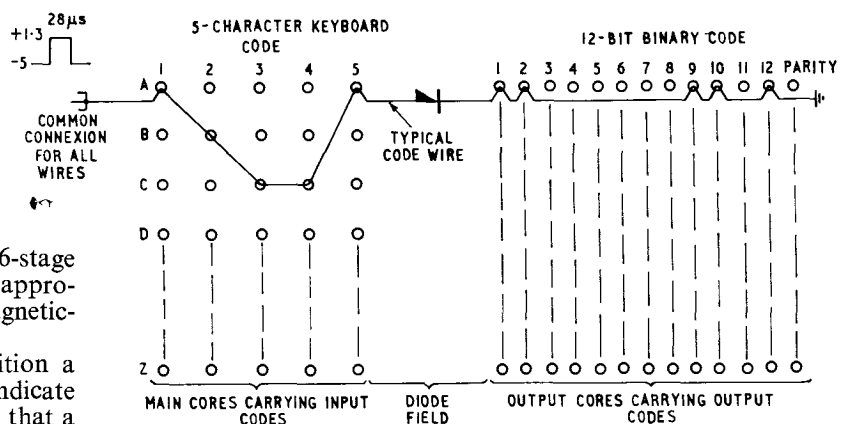 28μs
+1·3
-5
COMMON
CONNEXION
FOR ALL
WIRES
5-CHARACTER KEYBOARD
CODE
1 2 3 4 5
A
B
C
D
Z
TYPICAL
CODE WIRE
12-BIT BINARY CODE
1 2 3 4 5 6 7 8 9 10 11 12 PARITY
MAIN CORES CARRYING INPUT
CODES
DIODE
FIELD
OUTPUT CORES CARRYING OUTPUT
CODES
6-stage
appro-
gnetic-
ition a
ndicate
that a